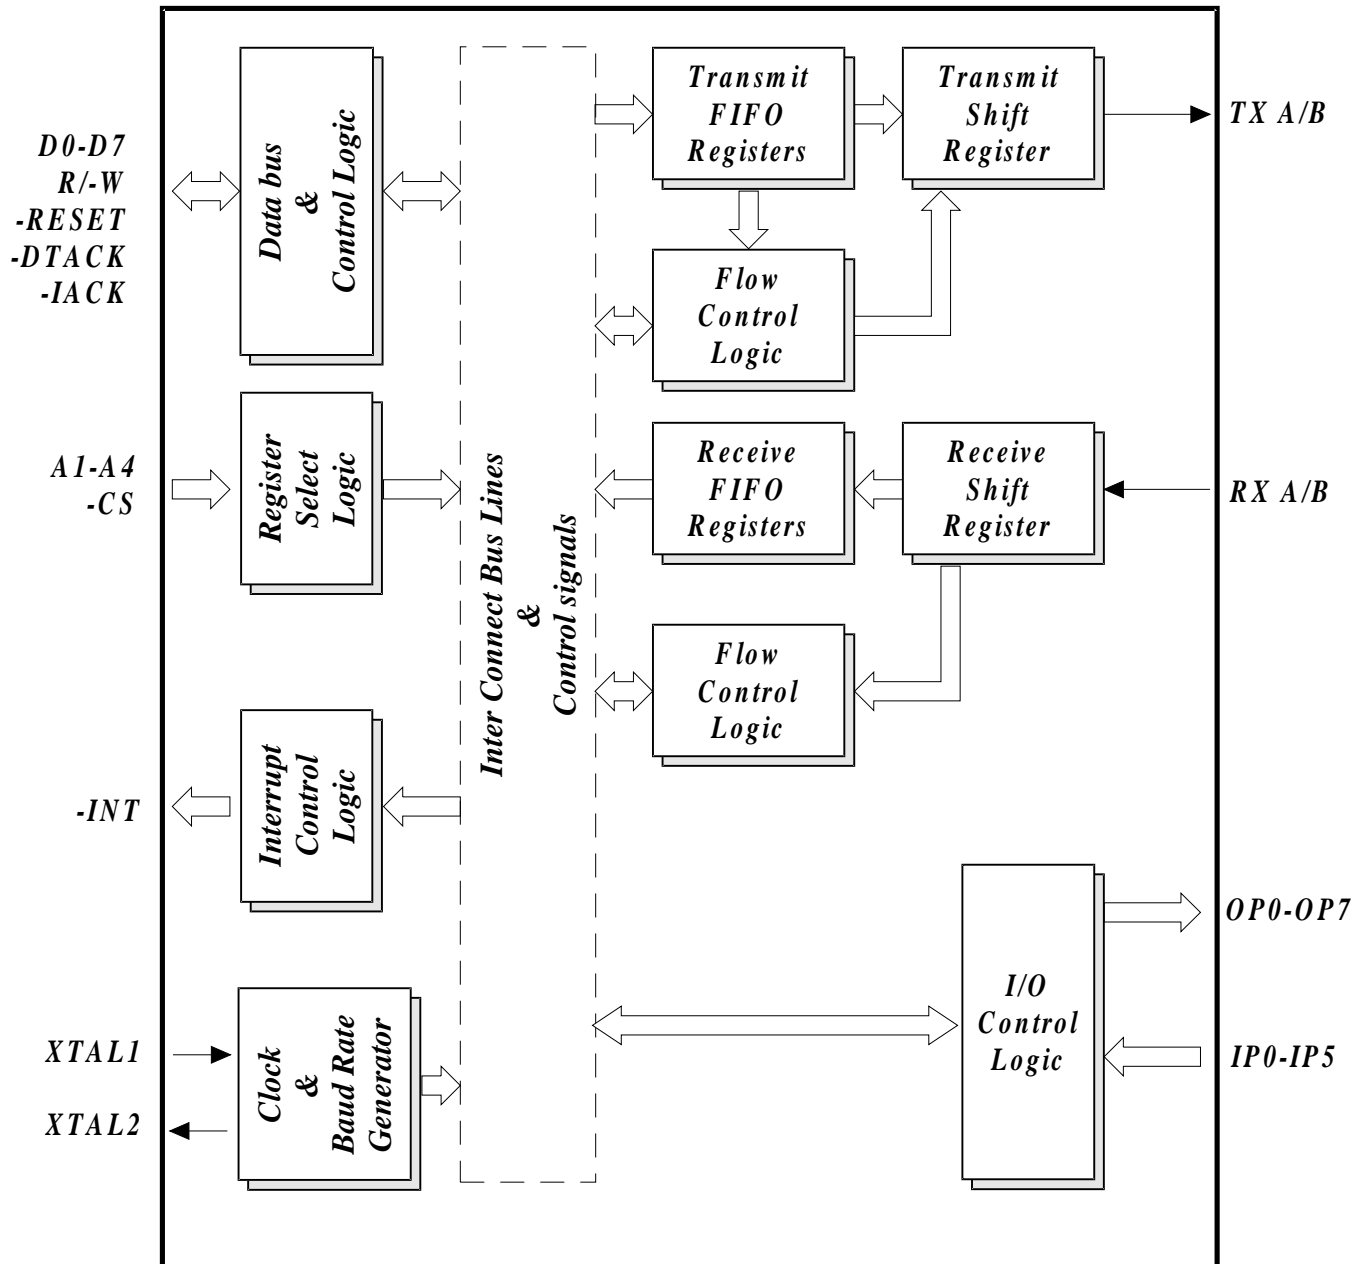 D0-D7
R/-W
-RESET
-DTACK
-IACK
A1-A4
-CS
-INT
XTAL1
XTAL2
Data bus
&
Control Logic
Register
Select
Logic
Interrupt
Control
Logic
Clock
&
Baud Rate
Generator
Inter Connect Bus Lines
&
Control signals
Transmit
FIFO
Registers
Transmit
Shift
Register
Flow
Control
Logic
Receive
FIFO
Registers
Receive
Shift
Register
Flow
Control
Logic
I/O
Control
Logic
TX A/B
RX A/B
OP0-OP7
IP0-IP5